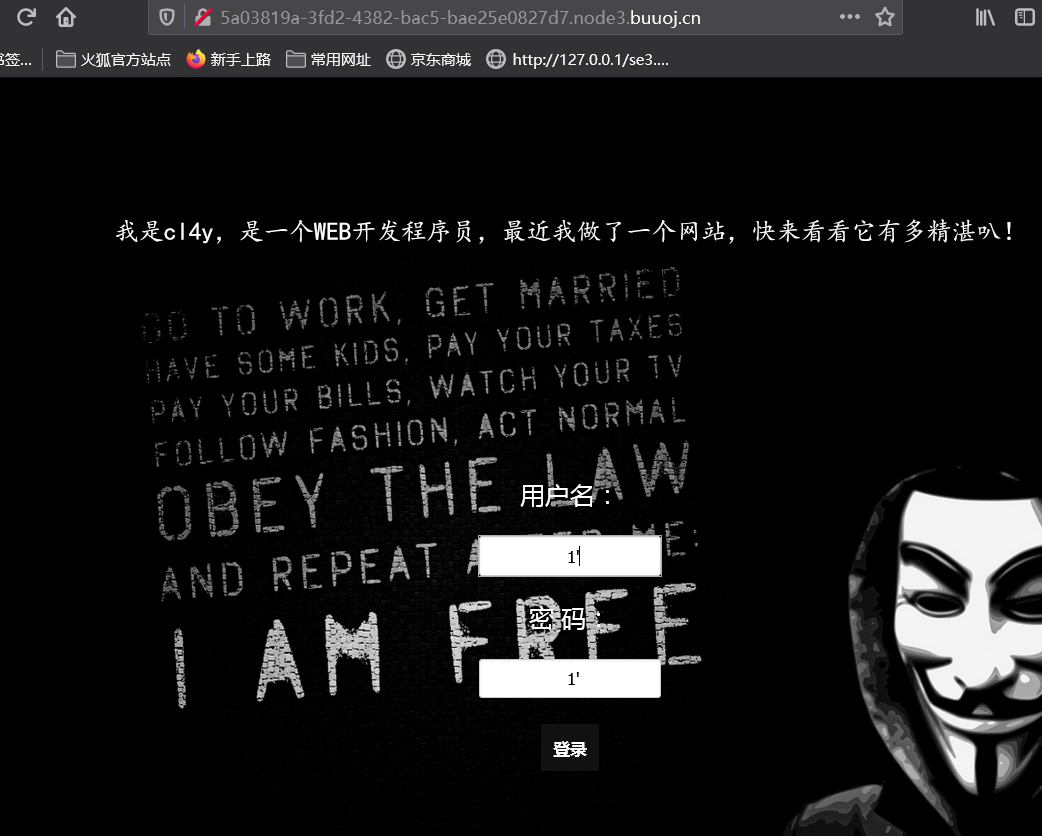 5a03819a-3fd2-4382-bac5-bae25e0827d7.node3.buuoj.cn
签... 火狐官方站点 新手上路 常用网址 京东商城 http://127.0.0.1/se3....
我是cl4y，是一个WEB开发程序员，最近我做了一个网站，快来看看它有多精湛叭！
GO TO WORK, GET MARRIED
HAVE SOME KIDS, PAY YOUR TAXES
PAY YOUR BILLS, WATCH YOUR TV
FOLLOW FASHION, ACT NORMAL
OBEY THE LAW
用户名：
AND REPEAT AFTER ME:
1'
I AM FREE
密 码：
1'
登录